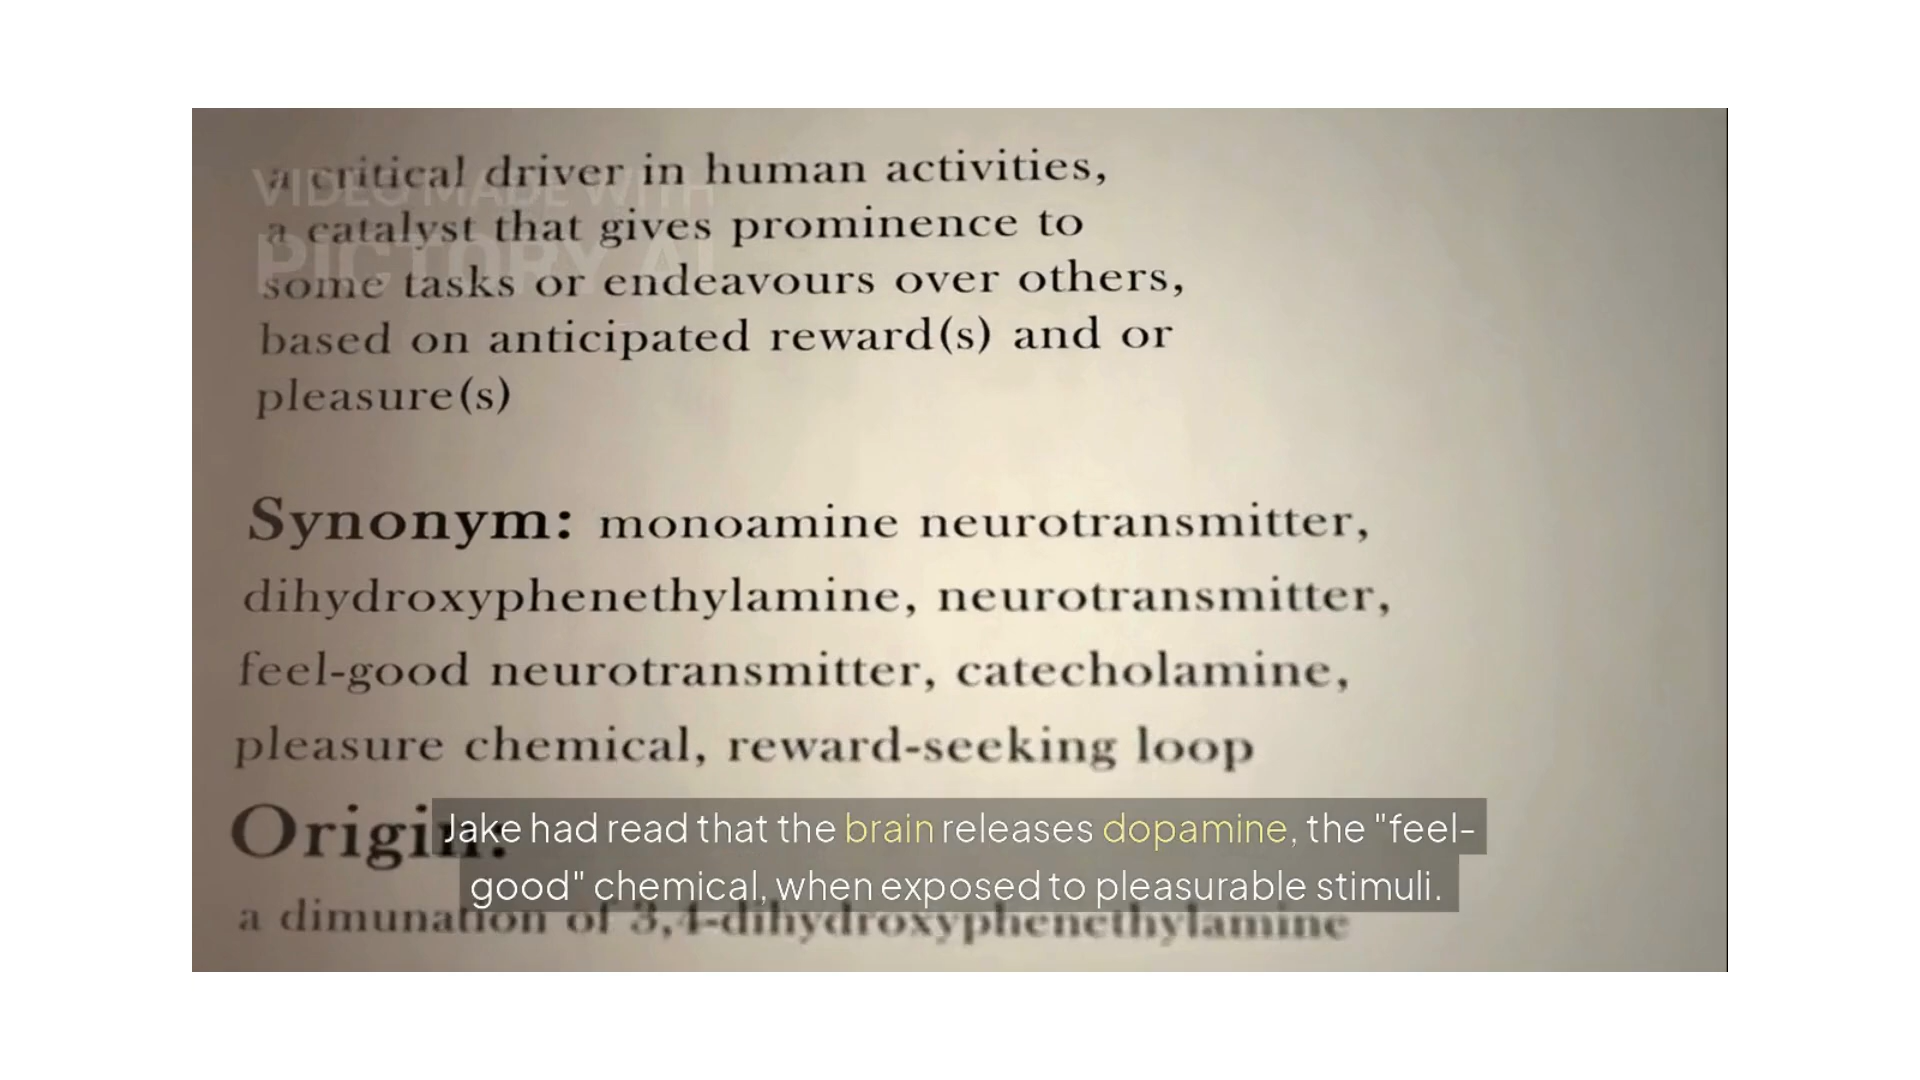 VIDEO MADE WITH
PICTORY AI
a critical driver in human activities,
a catalyst that gives prominence to
some tasks or endeavours over others,
based on anticipated reward(s) and or
pleasure(s)
Synonym: monoamine neurotransmitter,
dihydroxyphenethylamine, neurotransmitter,
feel-good neurotransmitter, catecholamine,
pleasure chemical, reward-seeking loop
Origin:
a dimunation of 3,4-dihydroxyphenethylamine
Jake had read that the brain releases dopamine, the "feel-
good" chemical, when exposed to pleasurable stimuli.